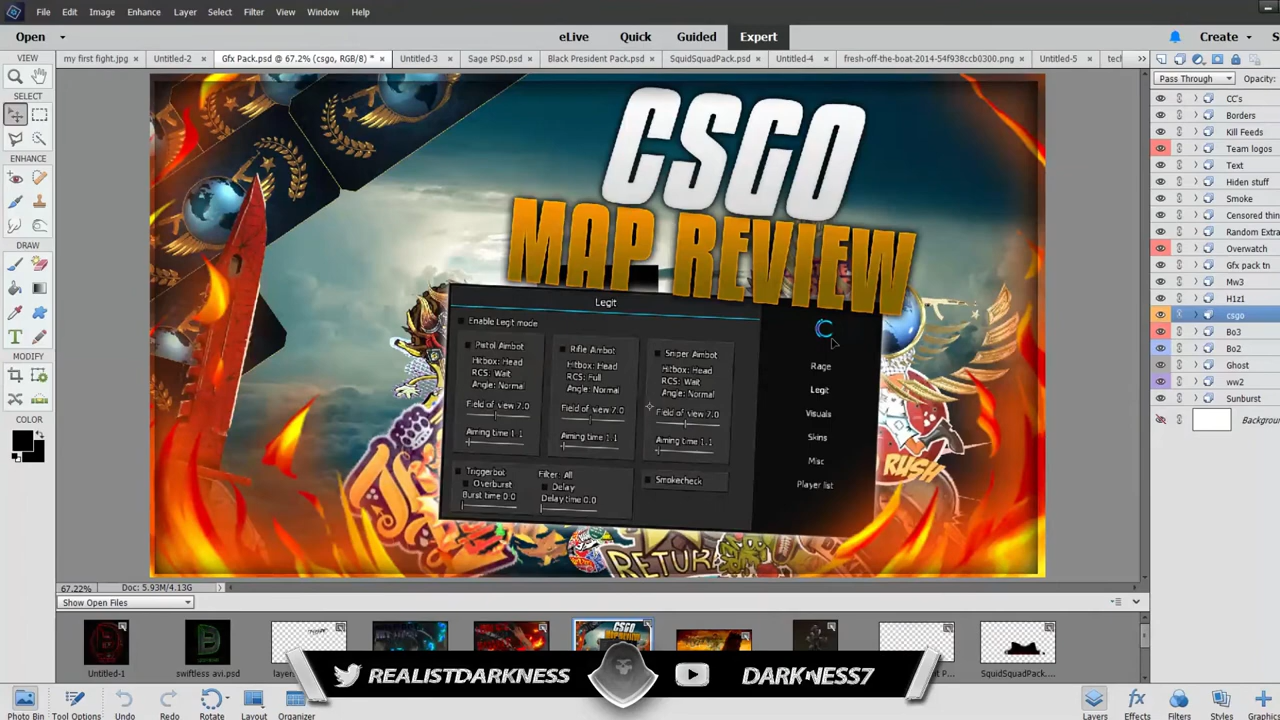 File Edit Image Enhance Layer Select Filter View Window Help
Open eLive Quick Guided Expert Create
VIEW my first fight.jpg × Untitled-2 × Gfx Pack.psd @ 67.2% (csgo, RGB/8) * × Untitled-3 × Sage PSD.psd × Black President Pack.psd × SquidSquadPack.psd × Untitled-4 × fresh-off-the-boat-2014-54f938ccb0300.png × Untitled-5 ×
Pass Through Opacity:
SELECT
ENHANCE
DRAW
MODIFY
COLOR
CSGO
MAP REVIEW
Legit
Enable Legit mode
Pistol Aimbot
Hitbox: Head
RCS: Wait
Angle: Normal
Field of view 7.0
Aiming time 1.1
Rifle Aimbot
Hitbox: Head
RCS: Full
Angle: Normal
Field of view 7.0
Aiming time 1.1
Sniper Aimbot
Hitbox: Head
RCS: Wait
Angle: Normal
Field of view 7.0
Aiming time 1.1
Triggerbot
Overburst
Burst time 0.0
Filter: All
Delay
Delay time 0.0
Smokecheck
Rage
Legit
Visuals
Skins
Misc
Player list
RUSH
RETURN
CC's
Borders
Kill Feeds
Team logos
Text
Hiden stuff
Smoke
Censored thin
Random Extra
Overwatch
Gfx pack tn
Mw3
H1z1
csgo
Bo3
Bo2
Ghost
ww2
Sunburst
Backgrou
67.22% Doc: 5.93M/4.13G
Show Open Files
Untitled-1 swiftless avi.psd SquidSquadPack....
REALISTDARKNESS DARKNESS7
Photo Bin Tool Options Undo Redo Rotate Layout Organizer Layers Effects Filters Styles Graphic